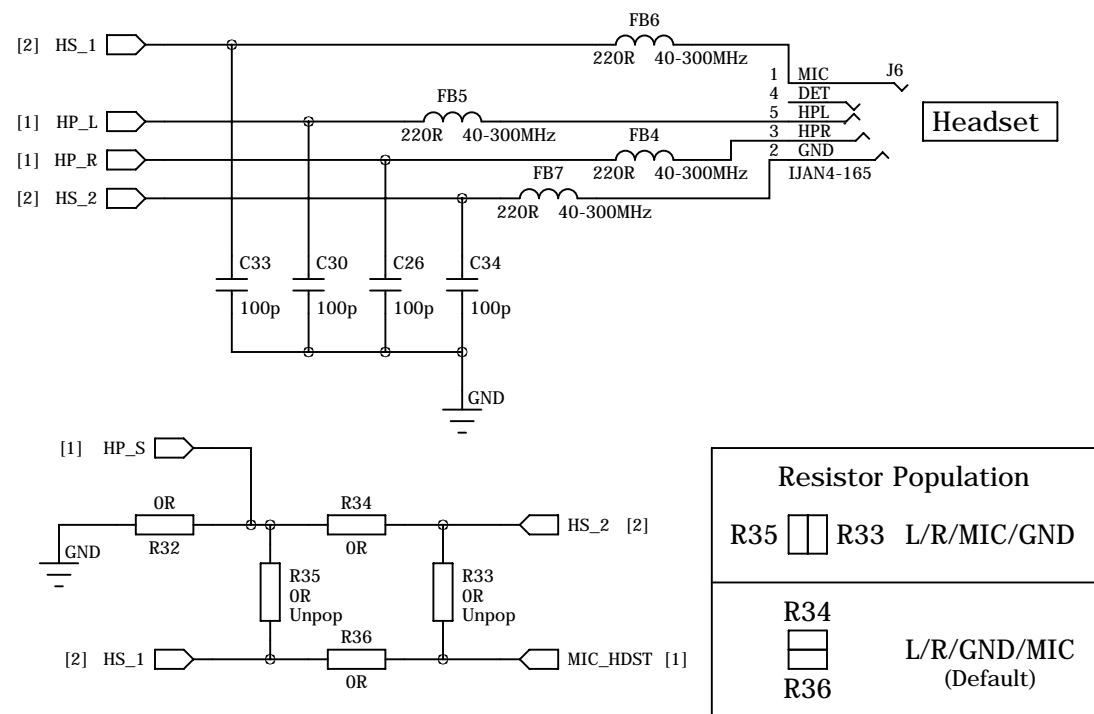 FB6
[2] HS_1
220R 40-300MHz
1 MIC J6
4 DET
FB5
5 HPL
[1] HP_L
Headset
220R 40-300MHz
FB4
3 HPR
[1] HP_R
2 GND
FB7
220R 40-300MHz
IJAN4-165
[2] HS_2
220R 40-300MHz
C33 C30 C26 C34
100p 100p 100p 100p
GND
[1] HP_S
0R R34
HS_2 [2]
R32 0R
GND
R35 R33
0R 0R
Unpop Unpop
R36
[2] HS_1
MIC_HDST [1]
0R
Resistor Population
R35 R33 L/R/MIC/GND
R34
L/R/GND/MIC
(Default)
R36